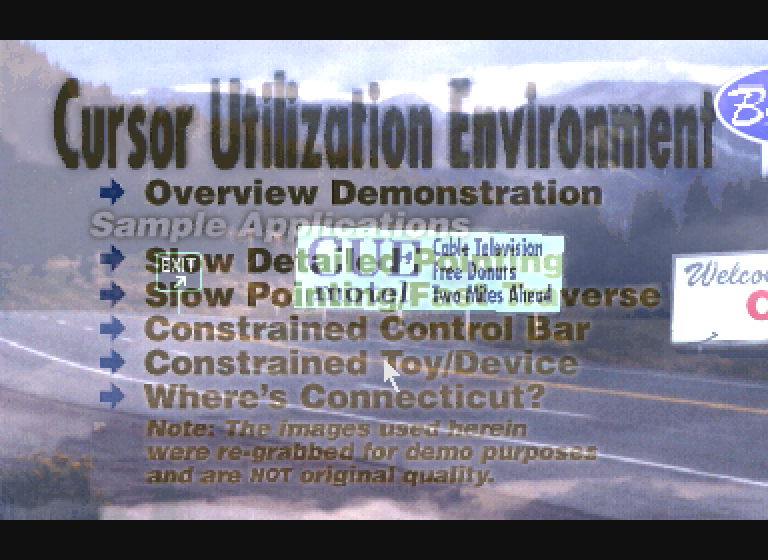 Cursor Utilization Environment
Overview Demonstration
Sample Applications
Slow Detailed Pointing
EXIT
CUE motel
Cable Television
Free Donuts
Two Miles Ahead
Slow Pointing/ verse
Welco
Constrained Control Bar
Constrained Toy/Device
Where's Connecticut?
Note: The images used herein
were re-grabbed for demo purposes
and are NOT original quality.